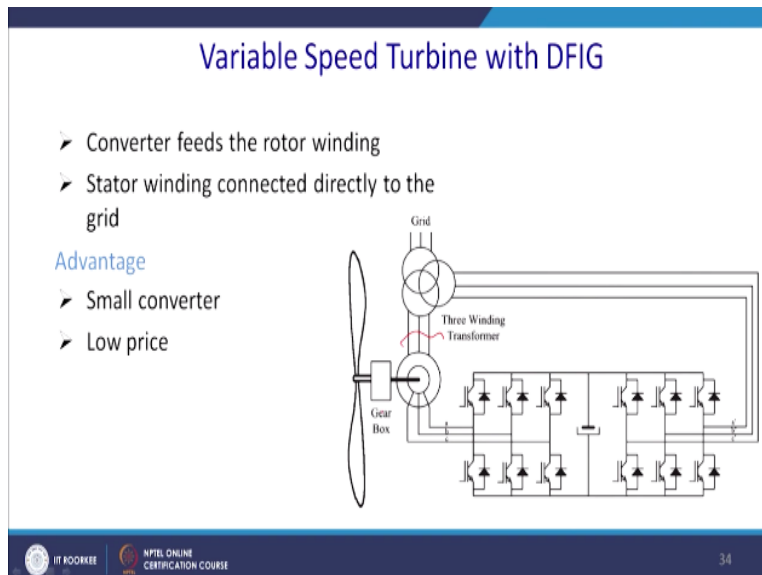 Variable Speed Turbine with DFIG
➢ Converter feeds the rotor winding
➢ Stator winding connected directly to the
grid
Advantage
➢ Small converter
➢ Low price
Grid
Three Winding
Transformer
Gear
Box
IIT ROORKEE
NPTEL ONLINE
CERTIFICATION COURSE
34